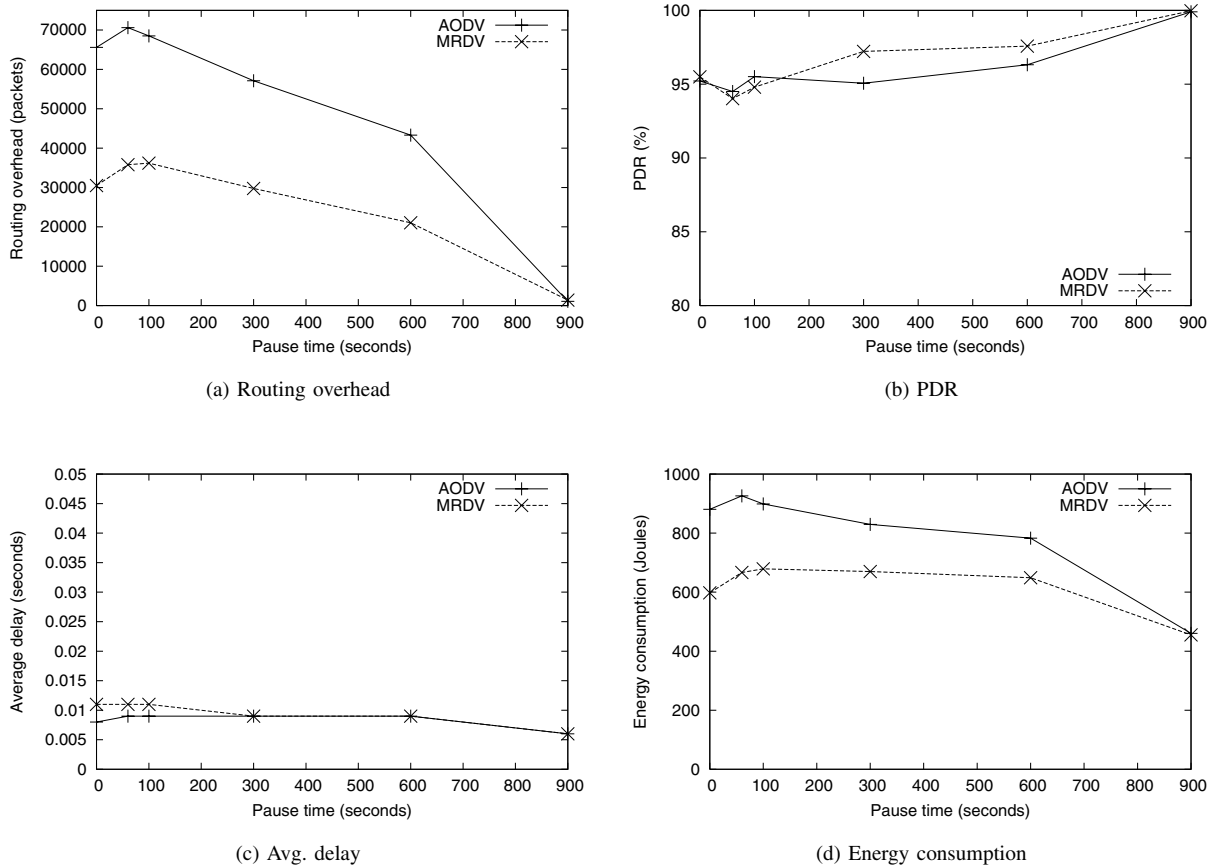 70000
60000
50000
40000
30000
20000
10000
0
Routing overhead (packets)
AODV
MRDV
0 100 200 300 400 500 600 700 800 900
Pause time (seconds)
(a) Routing overhead
100
95
90
85
80
PDR (%)
AODV
MRDV
0 100 200 300 400 500 600 700 800 900
Pause time (seconds)
(b) PDR
0.05
0.045
0.04
0.035
0.03
0.025
0.02
0.015
0.01
0.005
0
Average delay (seconds)
AODV
MRDV
0 100 200 300 400 500 600 700 800 900
Pause time (seconds)
(c) Avg. delay
1000
800
600
400
200
0
Energy consumption (Joules)
AODV
MRDV
0 100 200 300 400 500 600 700 800 900
Pause time (seconds)
(d) Energy consumption